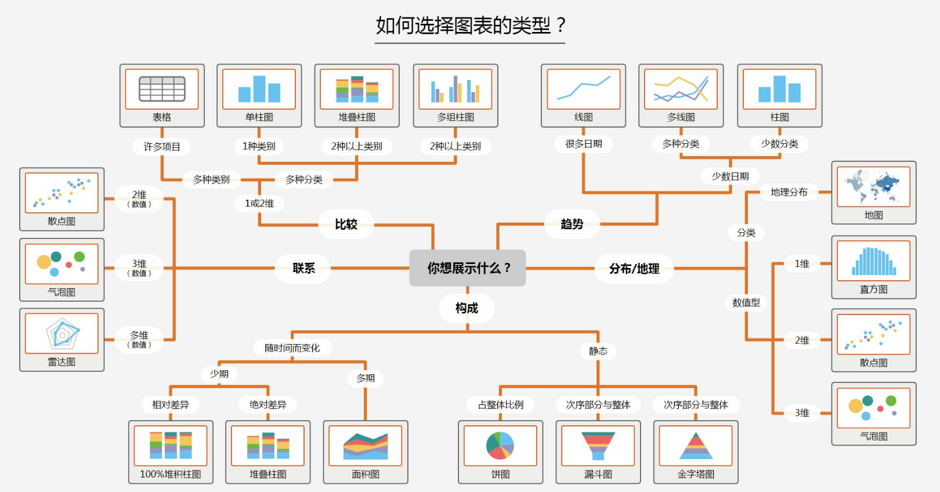 如何选择图表的类型？
表格
单柱图
堆叠柱图
多组柱图
线图
多线图
柱图
许多项目
1种类别
2种以上类别
2种以上类别
很多日期
多种分类
少数分类
多种类别
多种分类
少数日期
1或2维
散点图
2维
(数值)
地理分布
地图
比较
趋势
分类
气泡图
3维
(数值)
联系
你想展示什么？
分布/地理
1维
直方图
构成
数值型
雷达图
多维
(数值)
2维
散点图
随时间而变化
静态
少期
多期
相对差异
绝对差异
占整体比例
次序部分与整体
次序部分与整体
3维
气泡图
100%堆积柱图
堆叠柱图
面积图
饼图
漏斗图
金字塔图